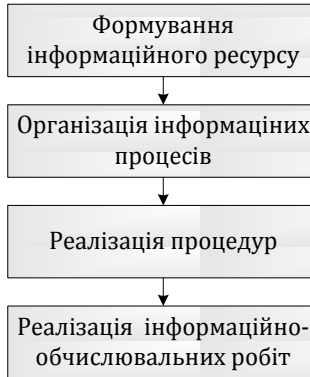 Формування
інформаційного ресурсу
Організація інформаціних
процесів
Реалізація процедур
Реалізація інформаційно-
обчислювальних робіт